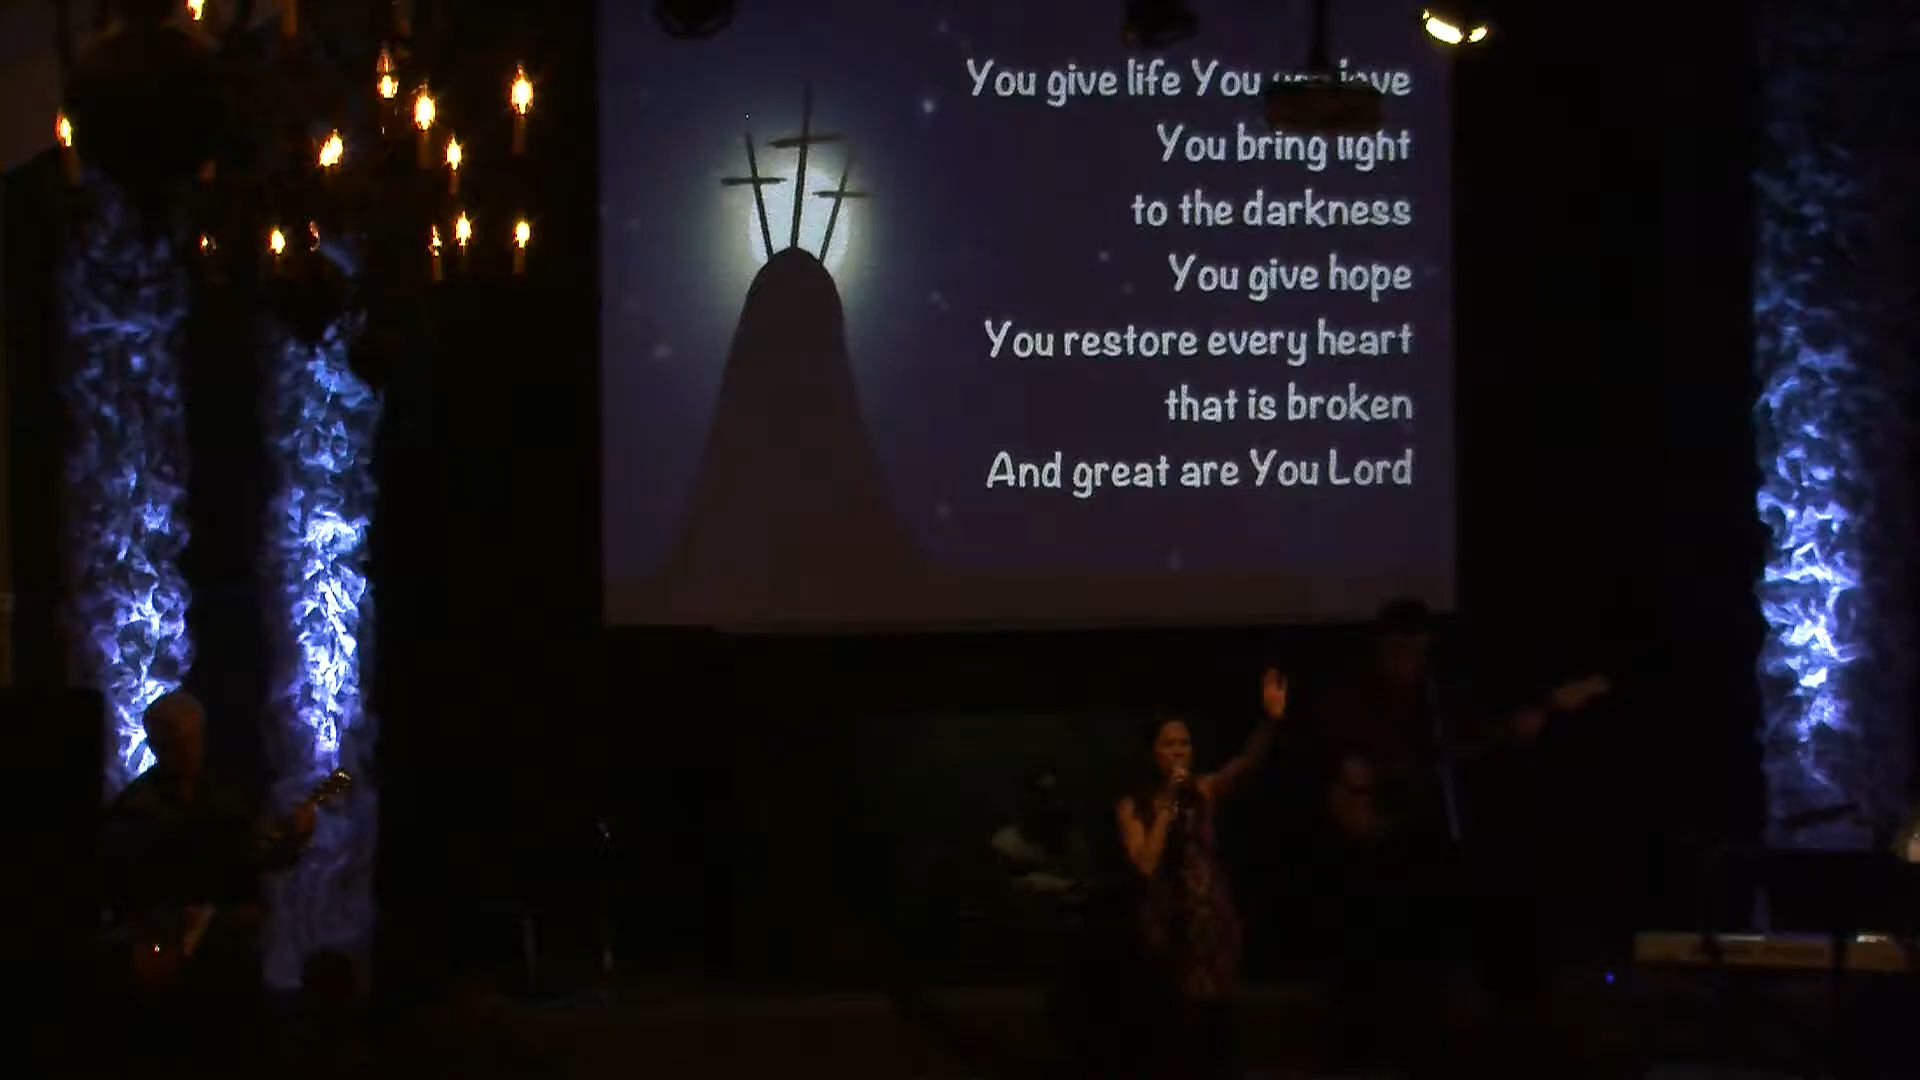 You give life You
You bring light
to the darkness
You give hope
You restore every heart
that is broken
And great are You Lord